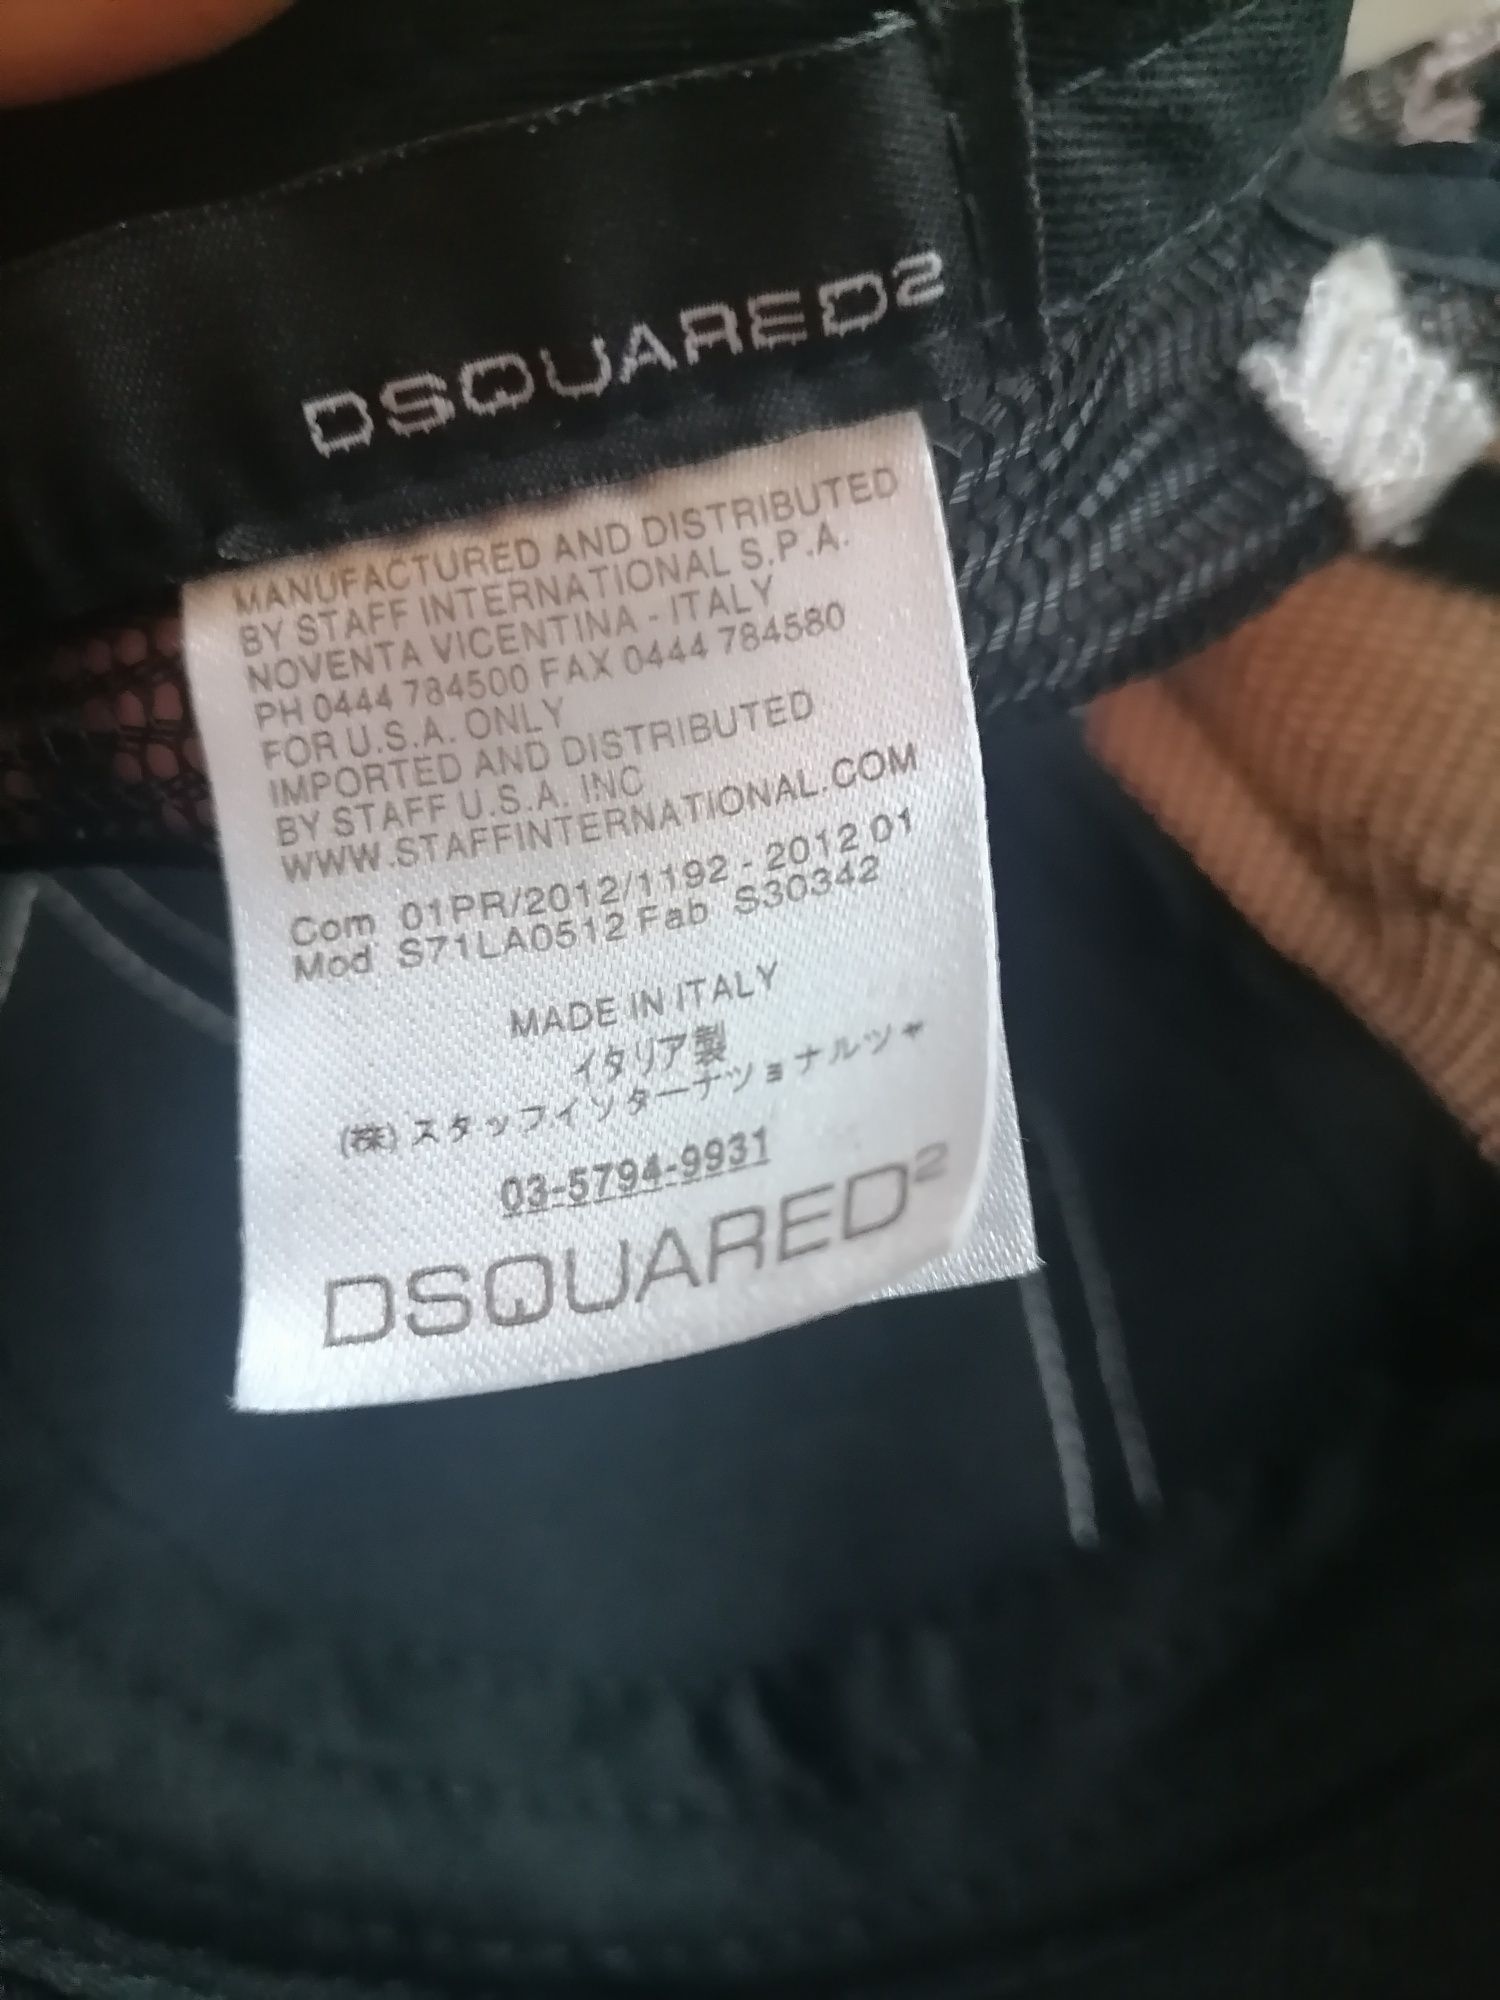 DSQUARED2
MANUFACTURED AND DISTRIBUTED
BY STAFF INTERNATIONAL S.P.A.
NOVENTA VICENTINA - ITALY
PH 0444 784500 FAX 0444 784580
FOR U.S.A. ONLY
IMPORTED AND DISTRIBUTED
BY STAFF U.S.A. INC
WWW.STAFFINTERNATIONAL.COM
Com 01PR/2012/1192 - 2012 01
Mod S71LA0512 Fab S30342
MADE IN ITALY
イタリア製
(株) スタッフインターナツョナルツャ
03-5794-9931
DSQUARED²